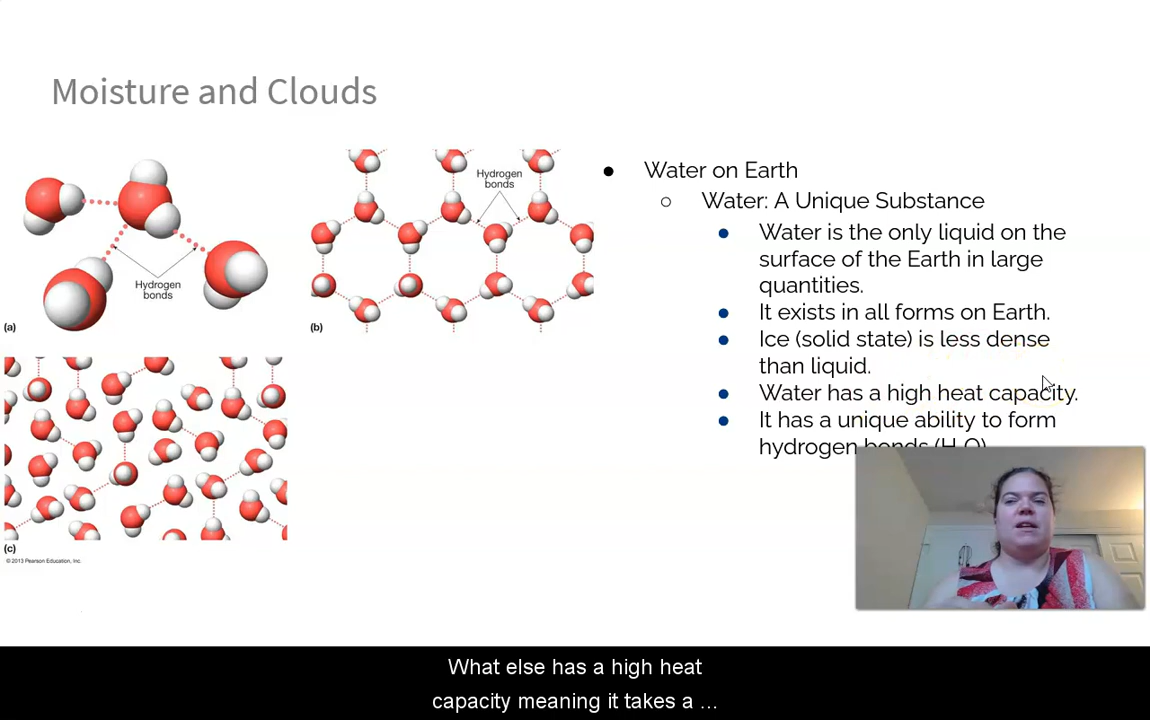 Moisture and Clouds
Hydrogen
bonds
(a)
Hydrogen
bonds
(b)
(c)
© 2013 Pearson Education, Inc.
● Water on Earth
○ Water: A Unique Substance
● Water is the only liquid on the
surface of the Earth in large
quantities.
● It exists in all forms on Earth.
● Ice (solid state) is less dense
than liquid.
● Water has a high heat capacity.
● It has a unique ability to form
hydrogen bonds (H₂O)
What else has a high heat
capacity meaning it takes a ...